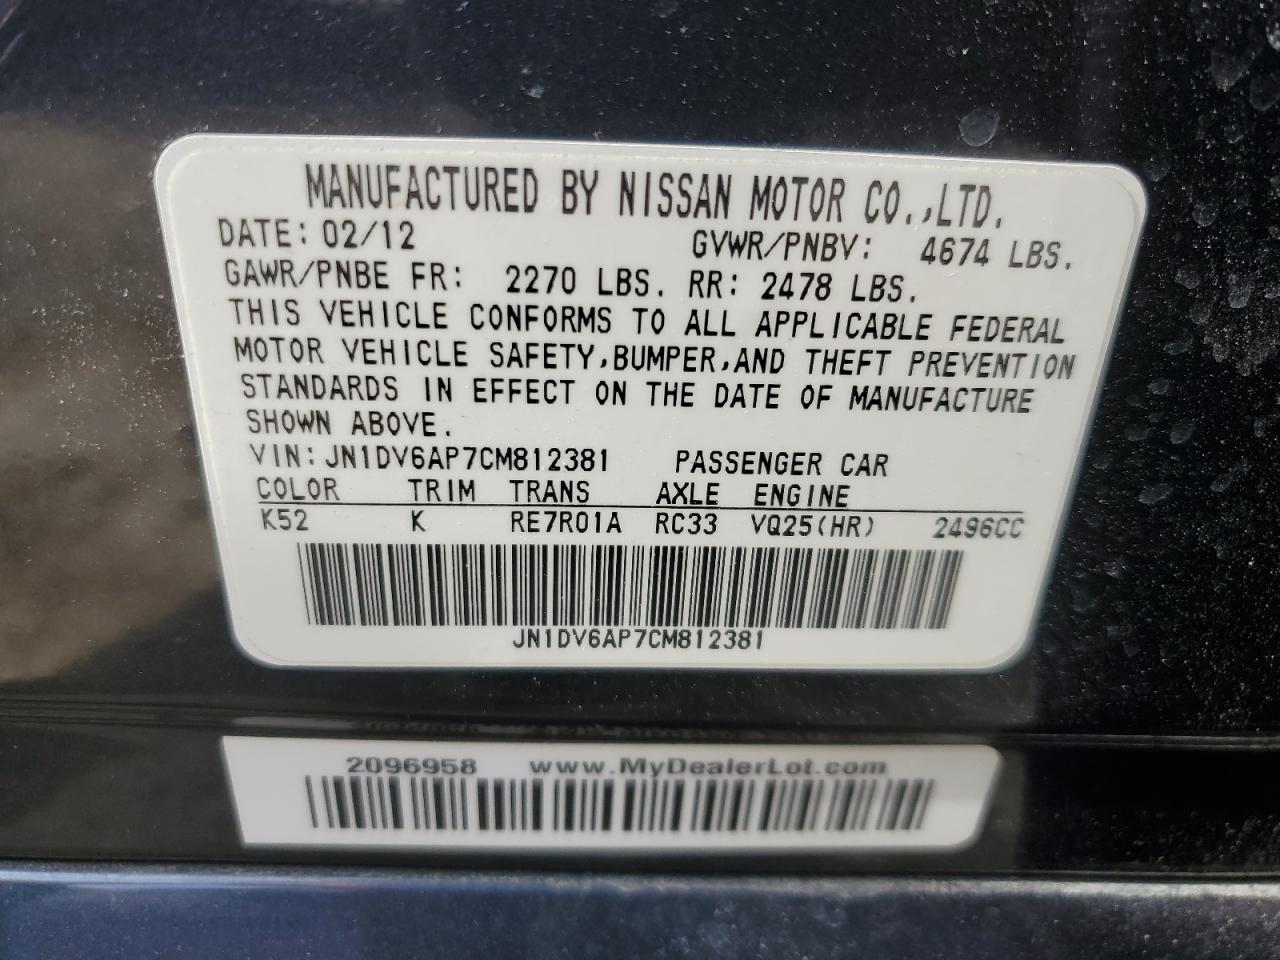 MANUFACTURED BY NISSAN MOTOR CO.,LTD.
DATE: 02/12 GVWR/PNBV: 4674 LBS.
GAWR/PNBE FR: 2270 LBS. RR: 2478 LBS.
THIS VEHICLE CONFORMS TO ALL APPLICABLE FEDERAL
MOTOR VEHICLE SAFETY,BUMPER,AND THEFT PREVENTION
STANDARDS IN EFFECT ON THE DATE OF MANUFACTURE
SHOWN ABOVE.
VIN:JN1DV6AP7CM812381 PASSENGER CAR
COLOR TRIM TRANS AXLE ENGINE
K52 K RE7R01A RC33 VQ25(HR) 2496CC
JN1DV6AP7CM812381
2096958 www.MyDealerLot.com